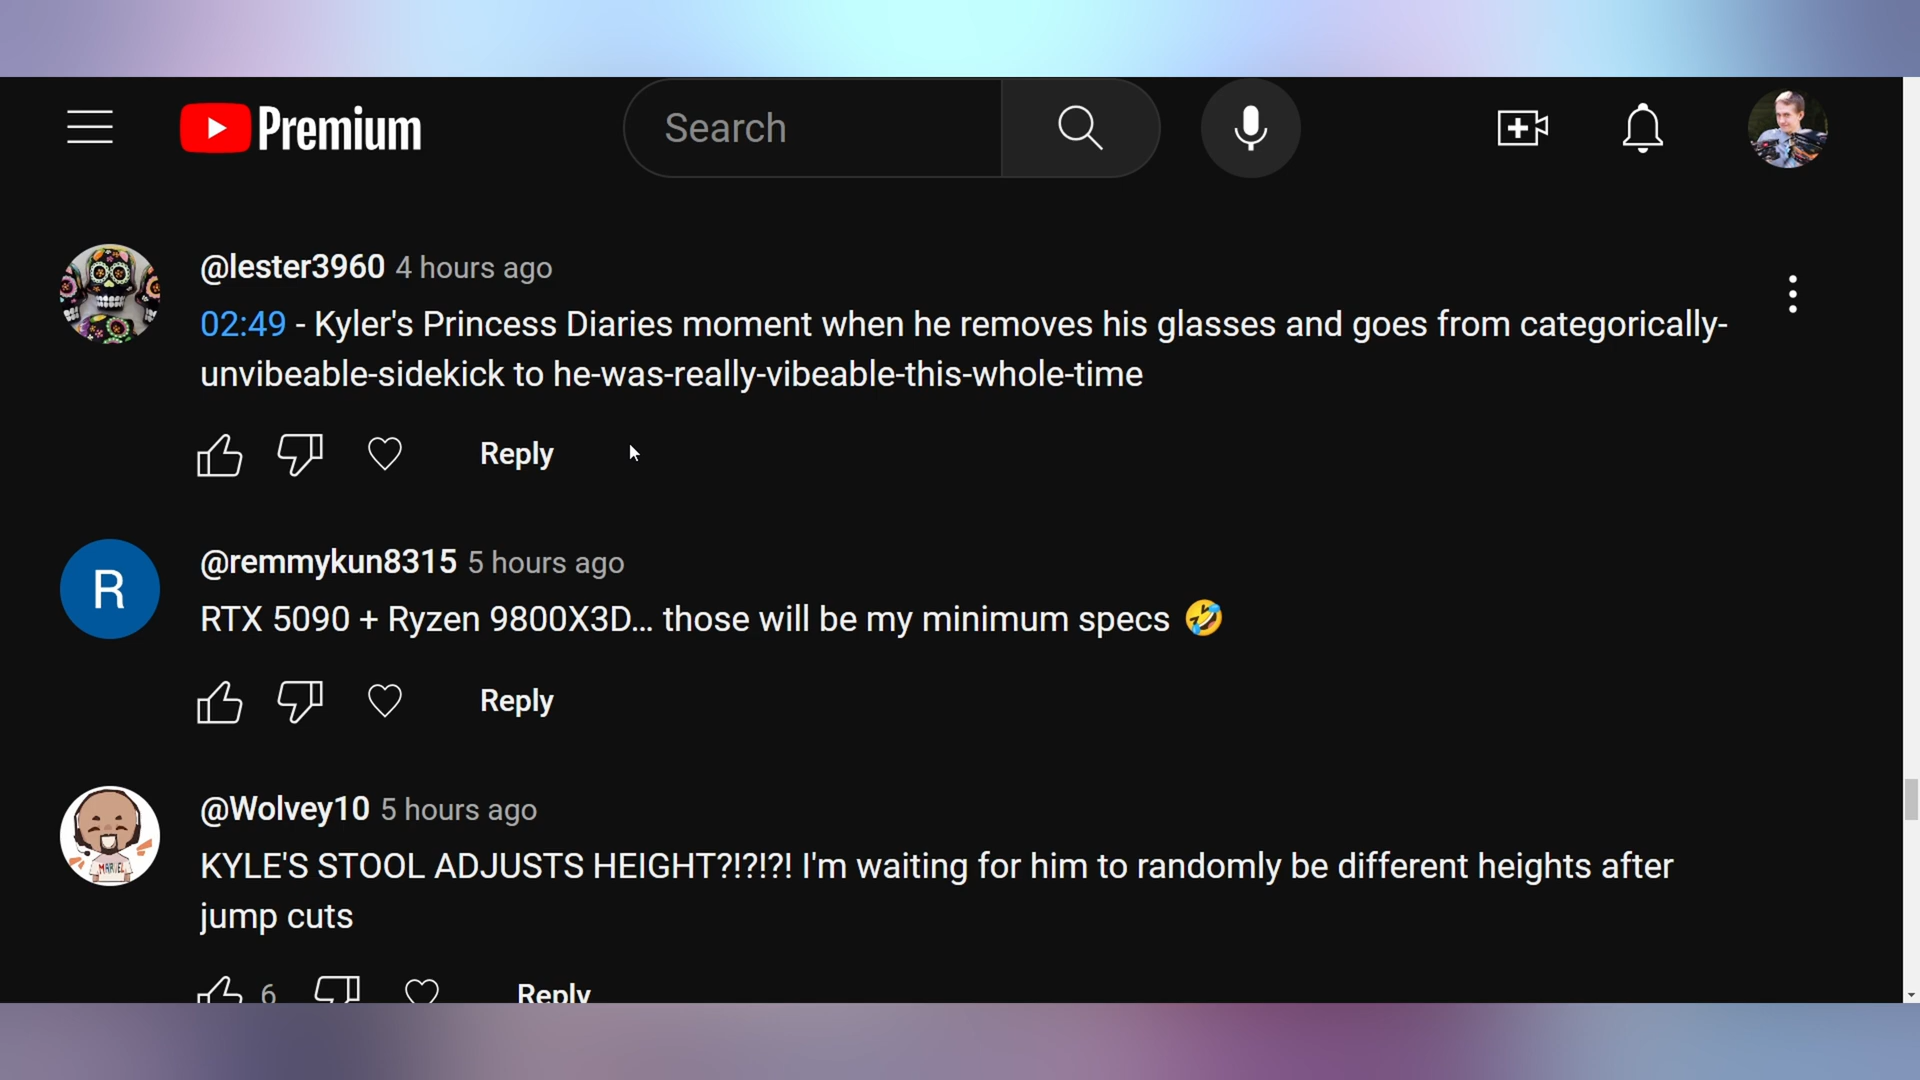 Premium
Search
@lester3960 4 hours ago
02:49 - Kyler's Princess Diaries moment when he removes his glasses and goes from categorically-
unvibeable-sidekick to he-was-really-vibeable-this-whole-time
Reply
R
@remmykun8315 5 hours ago
RTX 5090 + Ryzen 9800X3D... those will be my minimum specs 🤣
Reply
MARVEL
@Wolvey10 5 hours ago
KYLE'S STOOL ADJUSTS HEIGHT?!?!?! I'm waiting for him to randomly be different heights after
jump cuts
6
Reply